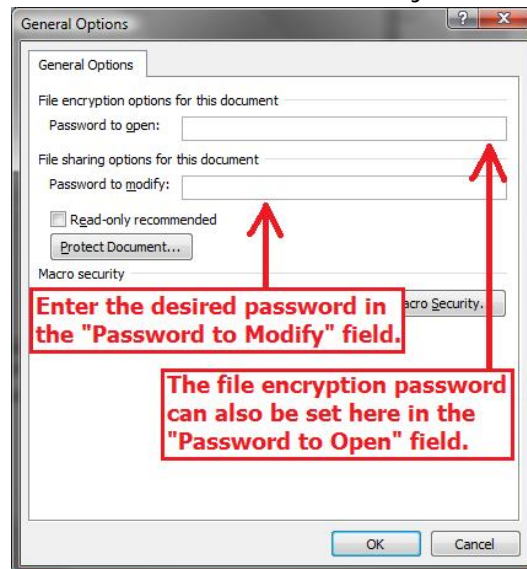 General Options
General Options
File encryption options for this document
Password to open:
File sharing options for this document
Password to modify:
Read-only recommended
Protect Document...
Macro security
Enter the desired password in
the "Password to Modify" field.
Security...
The file encryption password
can also be set here in the
"Password to Open" field.
OK
Cancel